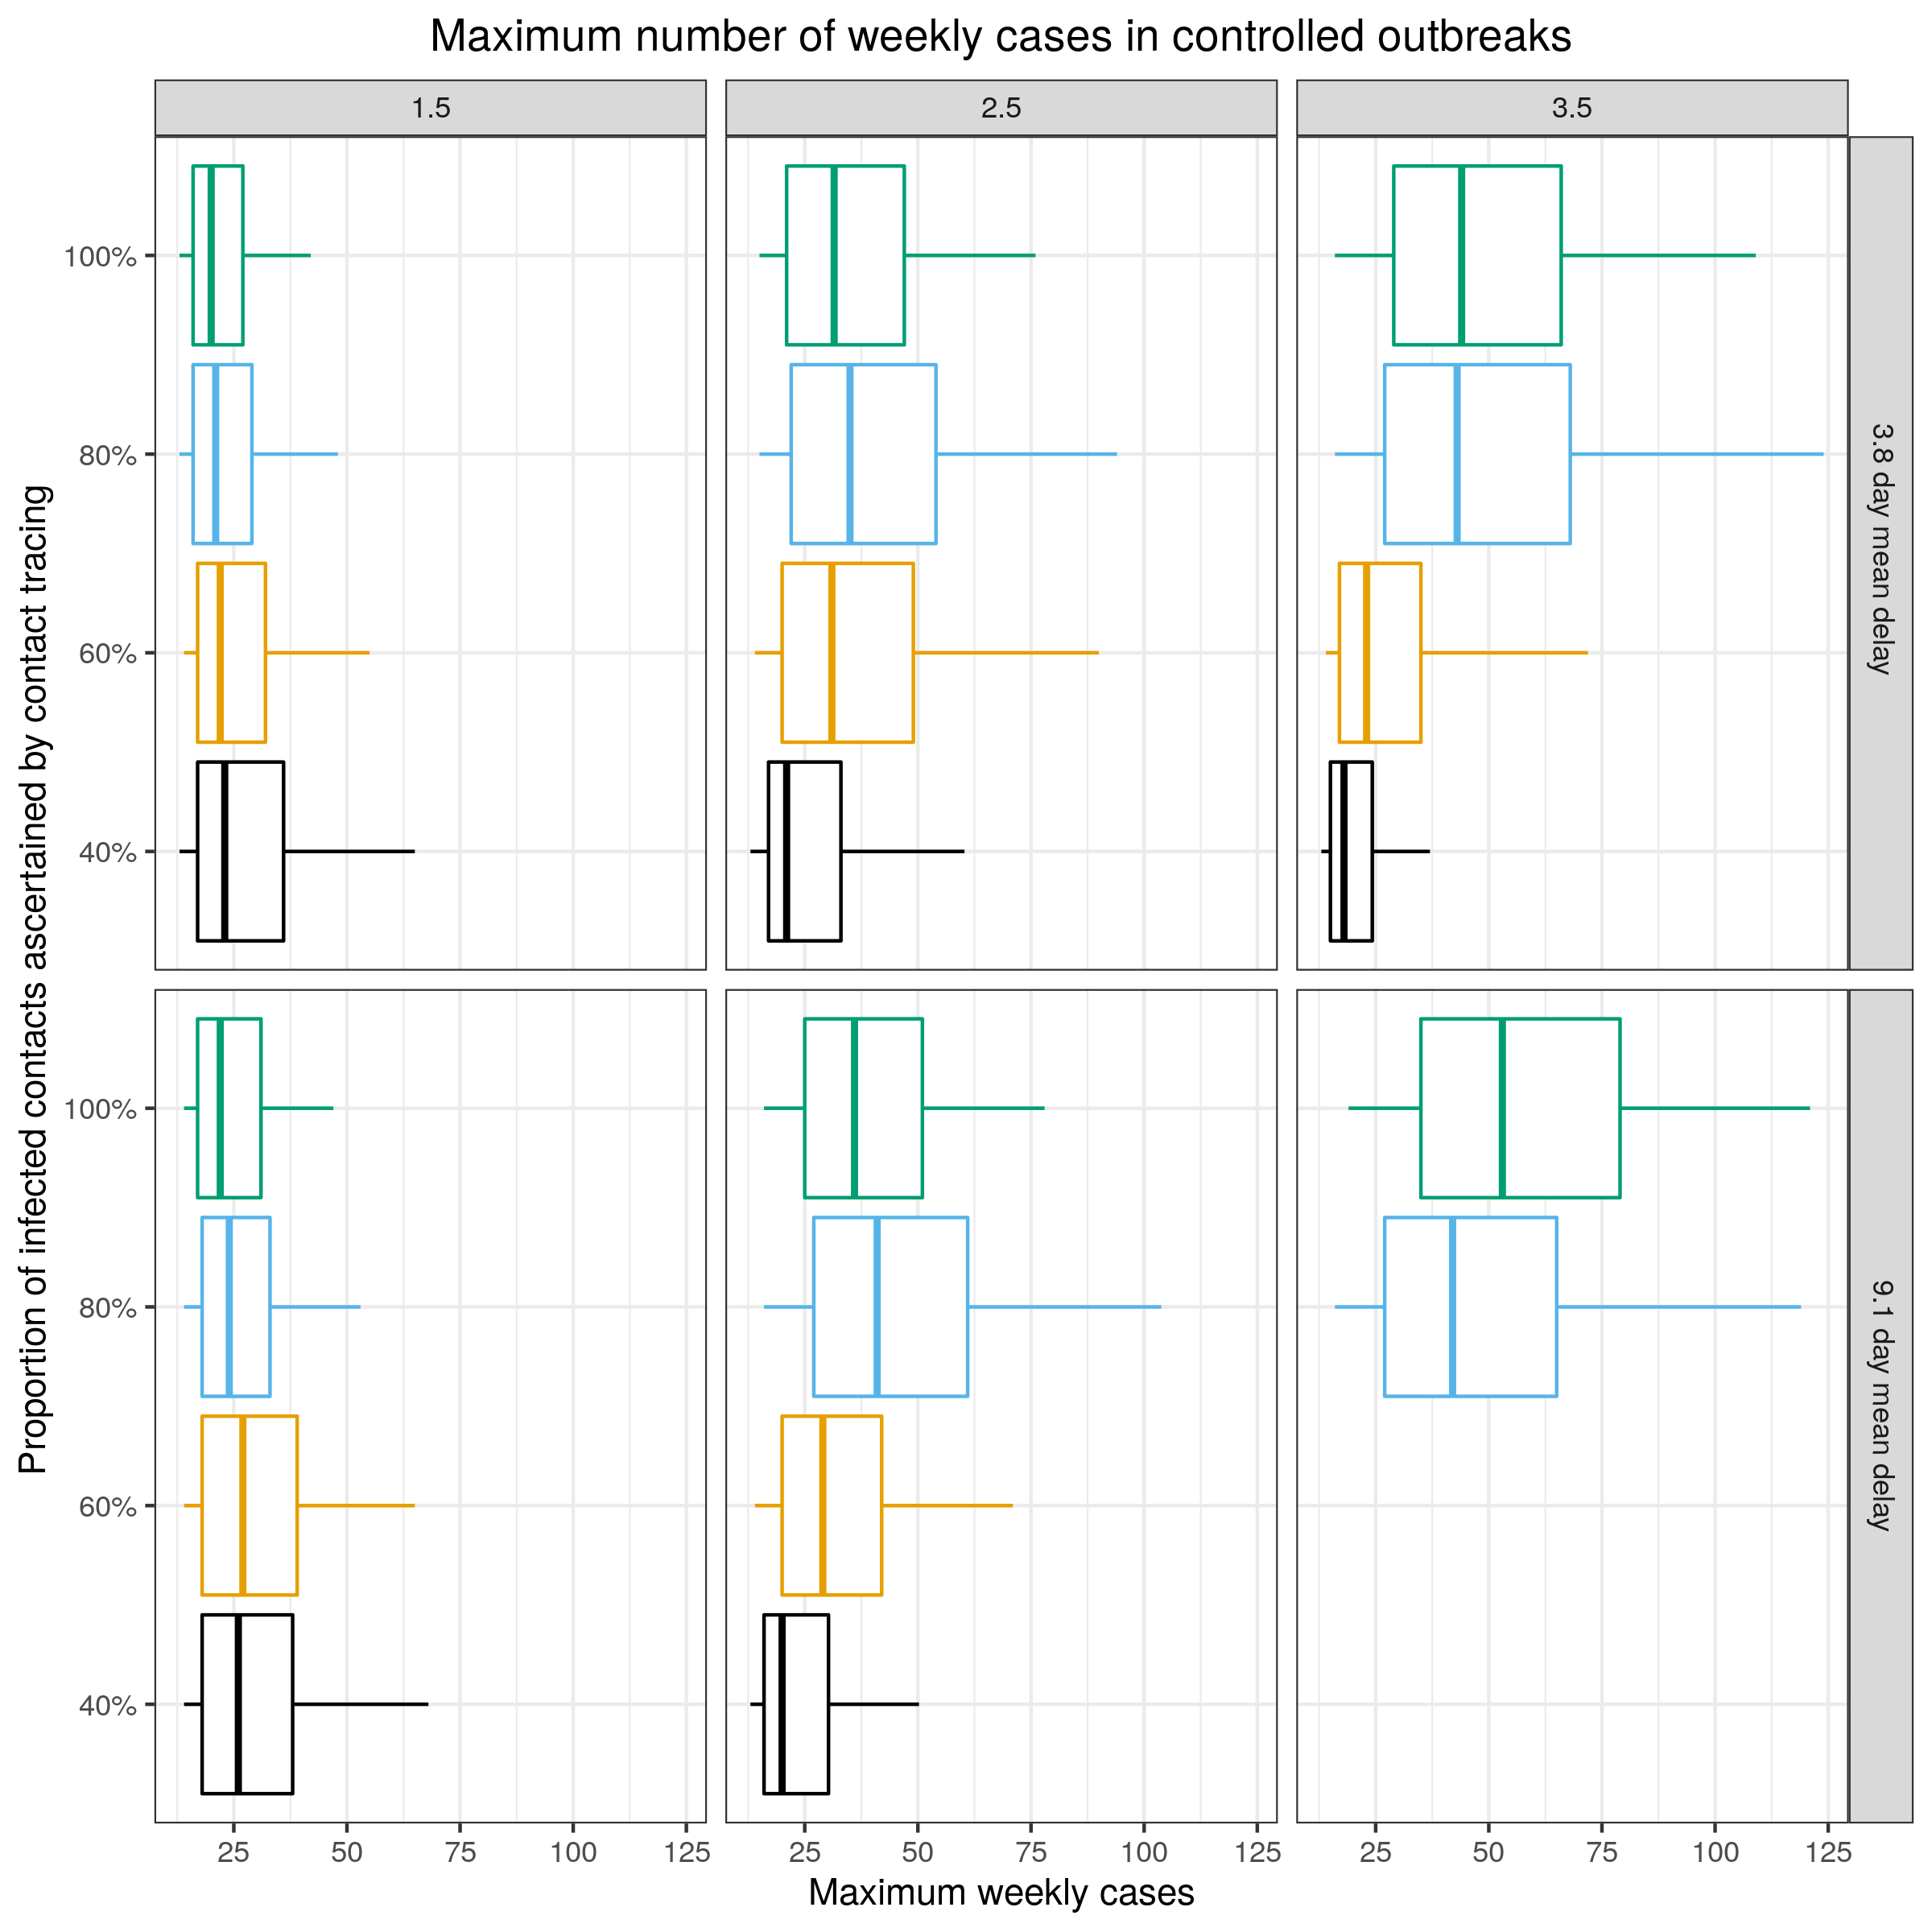 Maximum number of weekly cases in controlled outbreaks
1.5
2.5
3.5
Proportion of infected contacts ascertained by contact tracing
100%
80%
60%
40%
3.8 day mean delay
100%
80%
60%
40%
9.1 day mean delay
25 50 75 100 125
25 50 75 100 125
25 50 75 100 125
Maximum weekly cases